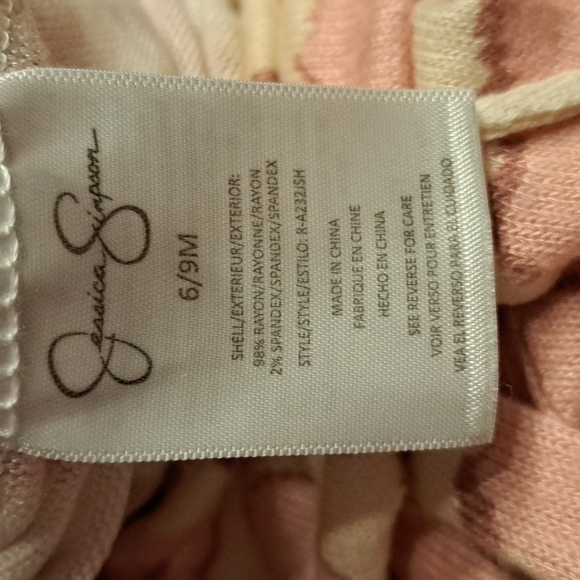 Jessica Simpson
6/9M
SHELL/EXTERIEUR/EXTERIOR:
98% RAYON/RAYONNE/RAYON
2% SPANDEX/SPANDEX/SPANDEX
STYLE/STYLE/ESTILO: R-A232JSH
MADE IN CHINA
FABRIQUE EN CHINE
HECHO EN CHINA
SEE REVERSE FOR CARE
VOIR VERSO POUR ENTRETIEN
VEA EL REVERSO PARA EL CUIDADO